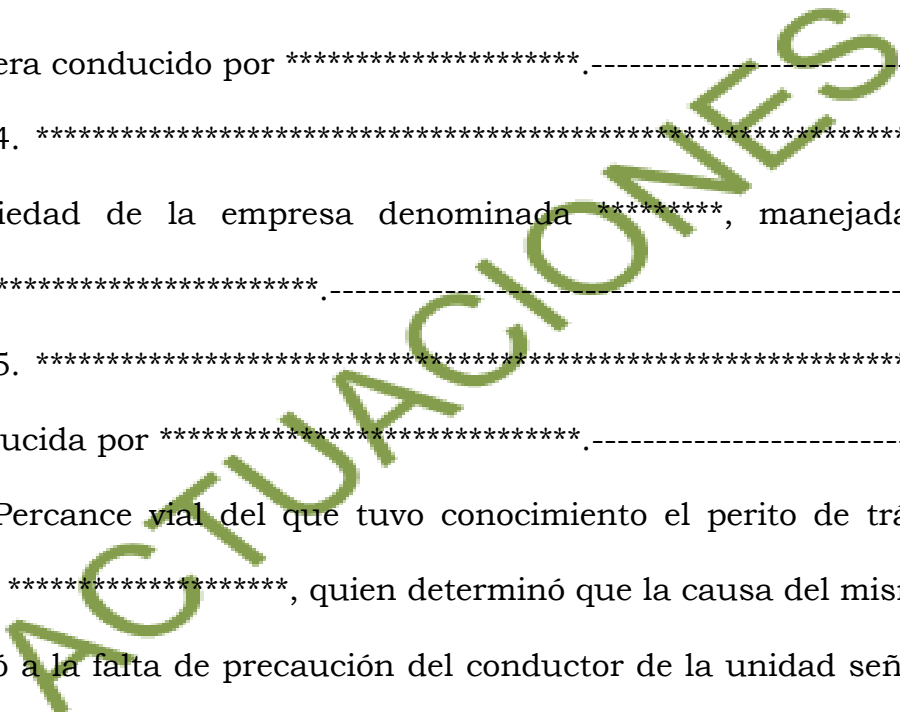 era conducido por *********************.------------------------
4. **************************************************************
iedad de la empresa denominada *********, manejada
***********************.---------------------------------------------
5. **************************************************************
ucida por ******************************.------------------------
Percance vial del que tuvo conocimiento el perito de trá
********************, quien determinó que la causa del mism
ó a la falta de precaución del conductor de la unidad señ
ACTUACIONES